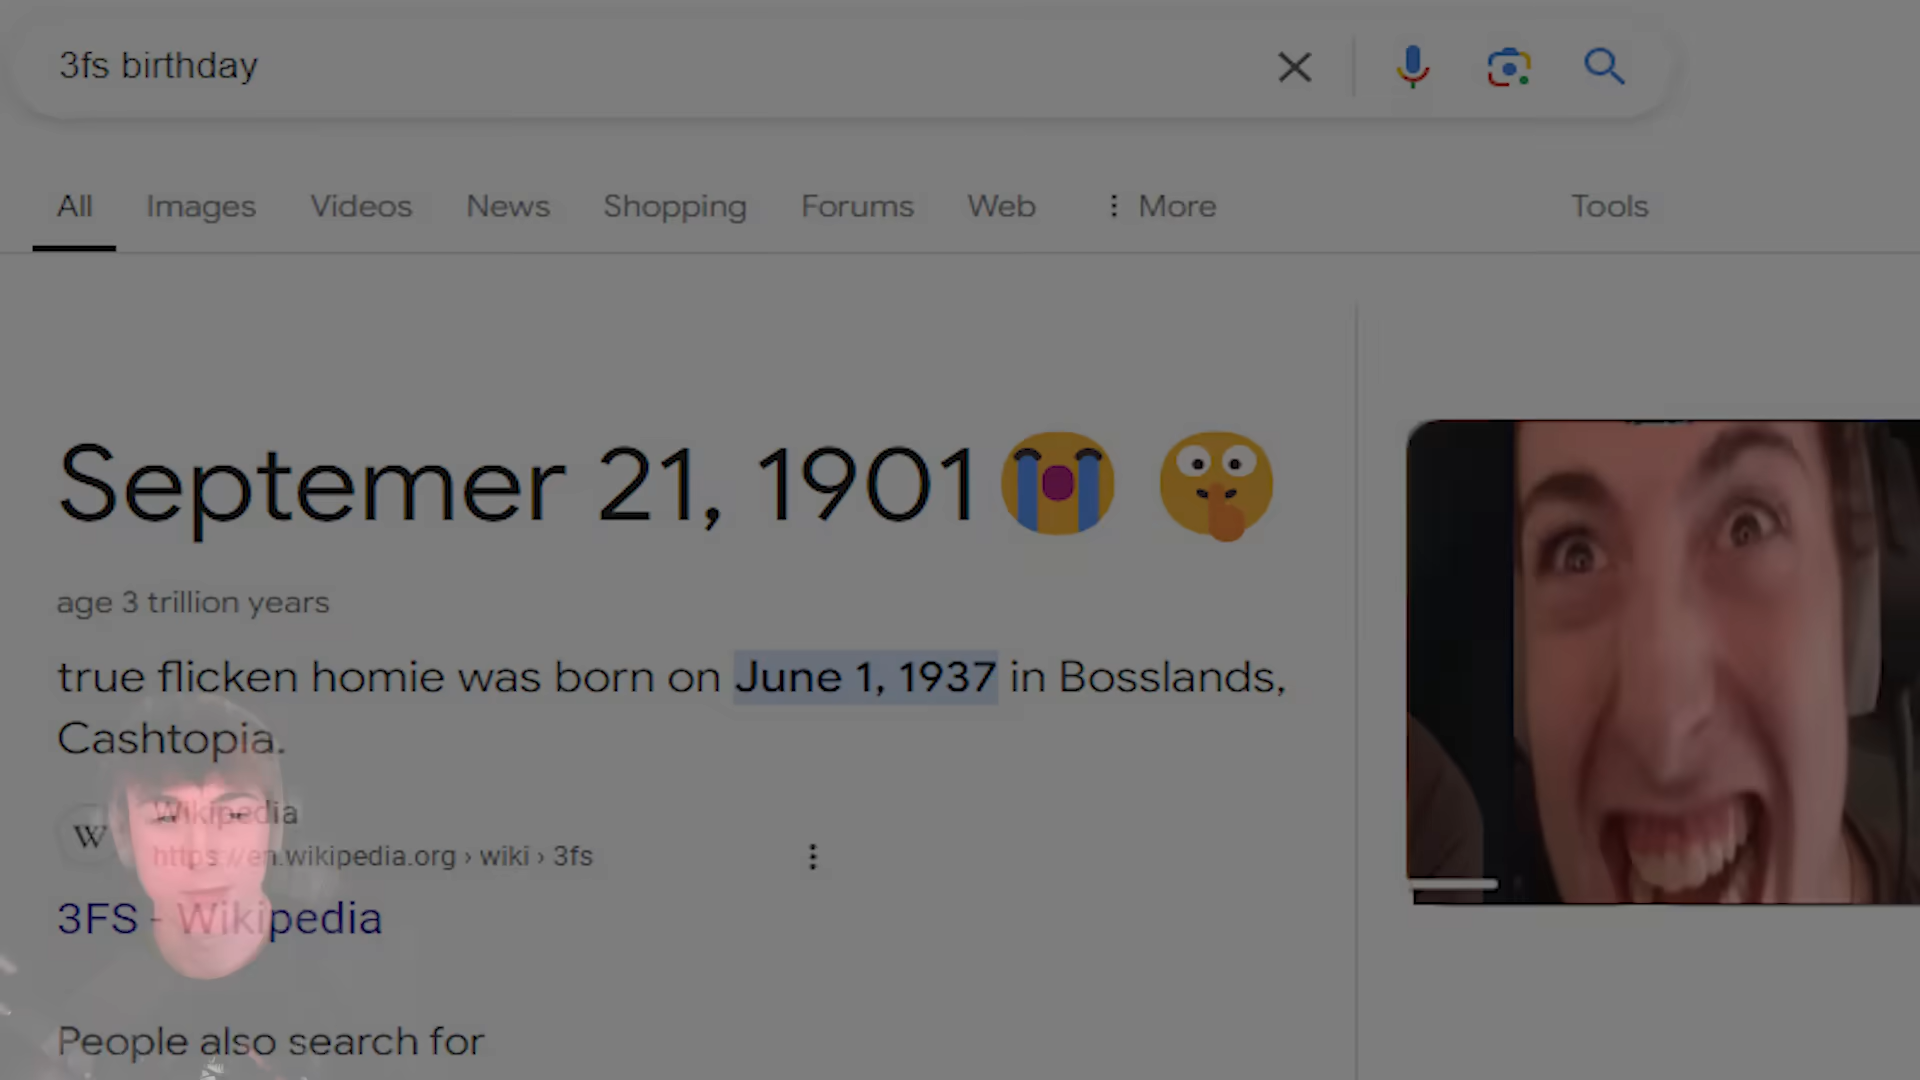 3fs birthday
All Images Videos News Shopping Forums Web More Tools
Septemer 21, 1901
age 3 trillion years
true flicken homie was born on June 1, 1937 in Bosslands,
Cashtopia.
W
Wikipedia
https://en.wikipedia.org › wiki › 3fs
3FS - Wikipedia
People also search for